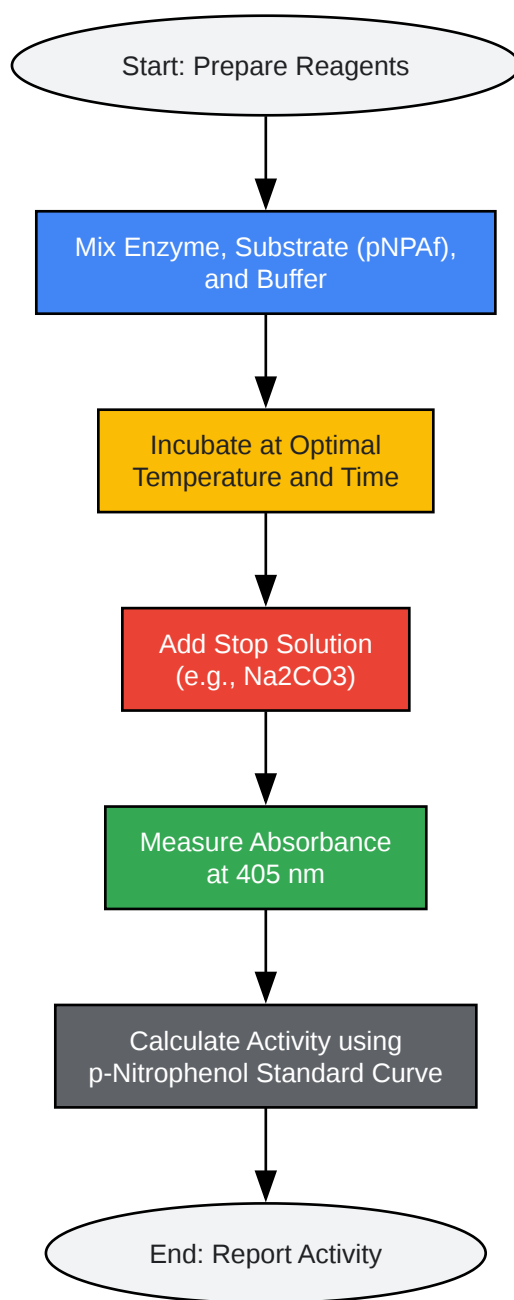 Start: Prepare Reagents
Mix Enzyme, Substrate (pNPAf),
and Buffer
Incubate at Optimal
Temperature and Time
Add Stop Solution
(e.g., Na2CO3)
Measure Absorbance
at 405 nm
Calculate Activity using
p-Nitrophenol Standard Curve
End: Report Activity